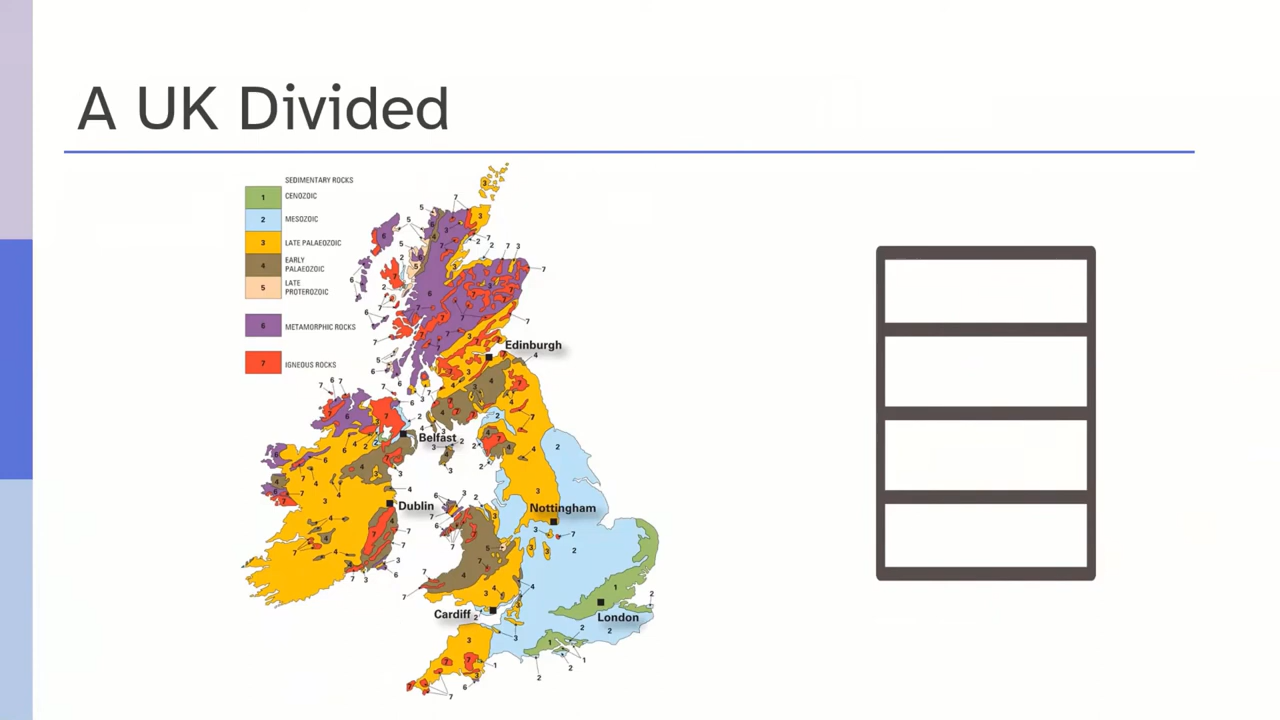 A UK Divided
SEDIMENTARY ROCKS
1 CENOZOIC
2 MESOZOIC
3 LATE PALAEOZOIC
4 EARLY
PALAEOZOIC
5 LATE
PROTEROZOIC
6 METAMORPHIC ROCKS
7 IGNEOUS ROCKS
Edinburgh
Belfast
Dublin
Nottingham
Cardiff
London